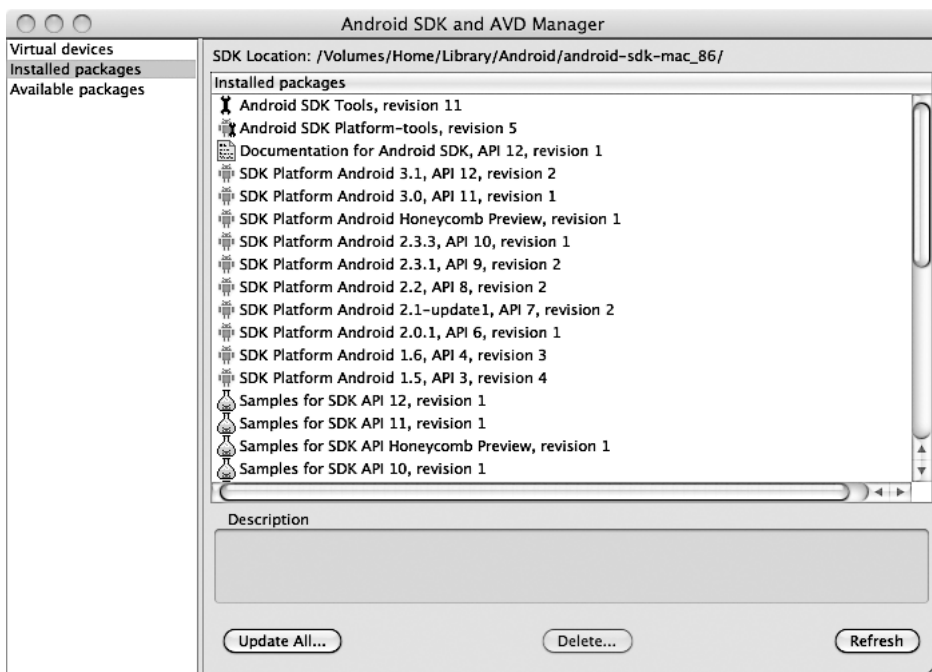 Android SDK and AVD Manager
Virtual devices
Installed packages
Available packages
SDK Location: /Volumes/Home/Library/Android/android-sdk-mac_86/
Installed packages
Android SDK Tools, revision 11
Android SDK Platform-tools, revision 5
Documentation for Android SDK, API 12, revision 1
SDK Platform Android 3.1, API 12, revision 2
SDK Platform Android 3.0, API 11, revision 1
SDK Platform Android Honeycomb Preview, revision 1
SDK Platform Android 2.3.3, API 10, revision 1
SDK Platform Android 2.3.1, API 9, revision 2
SDK Platform Android 2.2, API 8, revision 2
SDK Platform Android 2.1-update1, API 7, revision 2
SDK Platform Android 2.0.1, API 6, revision 1
SDK Platform Android 1.6, API 4, revision 3
SDK Platform Android 1.5, API 3, revision 4
Samples for SDK API 12, revision 1
Samples for SDK API 11, revision 1
Samples for SDK API Honeycomb Preview, revision 1
Samples for SDK API 10, revision 1
Description
Update All... Delete... Refresh